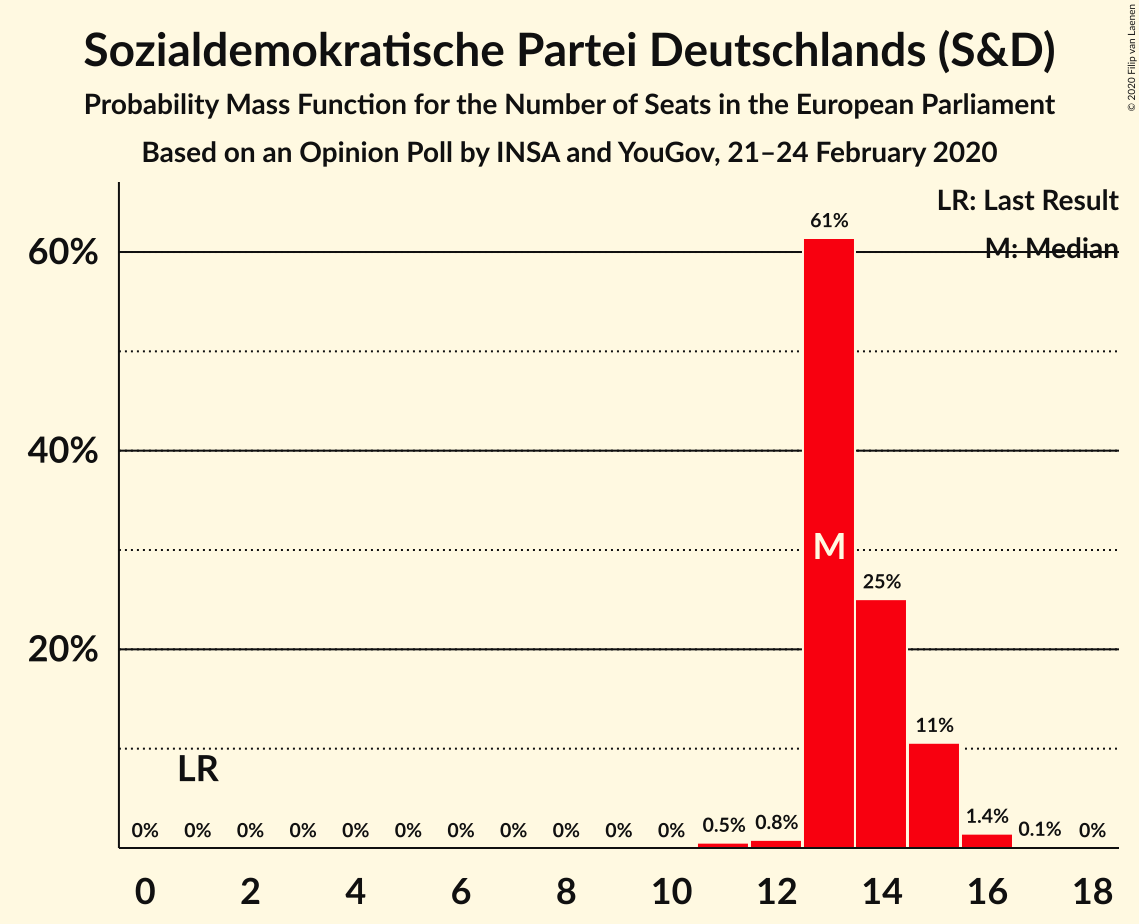 Sozialdemokratische Partei Deutschlands (S&D)
Probability Mass Function for the Number of Seats in the European Parliament
Based on an Opinion Poll by INSA and YouGov, 21–24 February 2020
© 2020 Filip van Laenen
LR: Last Result
M: Median
61%
60%
40%
M
25%
20%
11%
LR
0% 0% 0% 0% 0% 0% 0% 0% 0% 0% 0% 0.5% 0.8% 1.4% 0.1% 0%
0 2 4 6 8 10 12 14 16 18